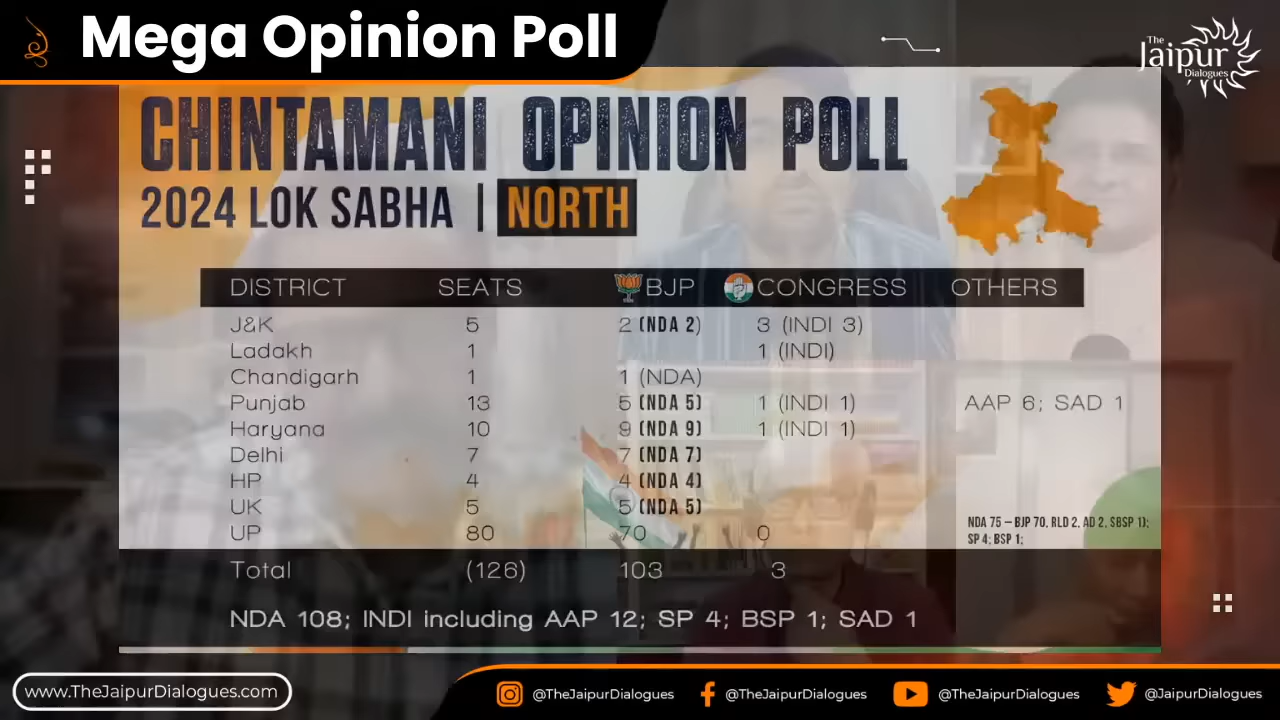 Mega Opinion Poll
The
Jaipur
Dialogues
CHINTAMANI OPINION POLL
2024 LOK SABHA | NORTH
DISTRICT SEATS BJP CONGRESS OTHERS
J&K 5 2 (NDA 2) 3 (INDI 3)
Ladakh 1 1 (INDI)
Chandigarh 1 1 (NDA)
Punjab 13 5 (NDA 5) 1 (INDI 1) AAP 6; SAD 1
Haryana 10 9 (NDA 9) 1 (INDI 1)
Delhi 7 7 (NDA 7)
HP 4 4 (NDA 4)
UK 5 5 (NDA 5)
UP 80 70 0 NDA 75 – BJP 70, RLD 2, AD 2, SBSP 1);
SP 4; BSP 1;
Total (126) 103 3
NDA 108; INDI including AAP 12; SP 4; BSP 1; SAD 1
www.TheJaipurDialogues.com @TheJaipurDialogues @TheJaipurDialogues @TheJaipurDialogues @JaipurDialogues